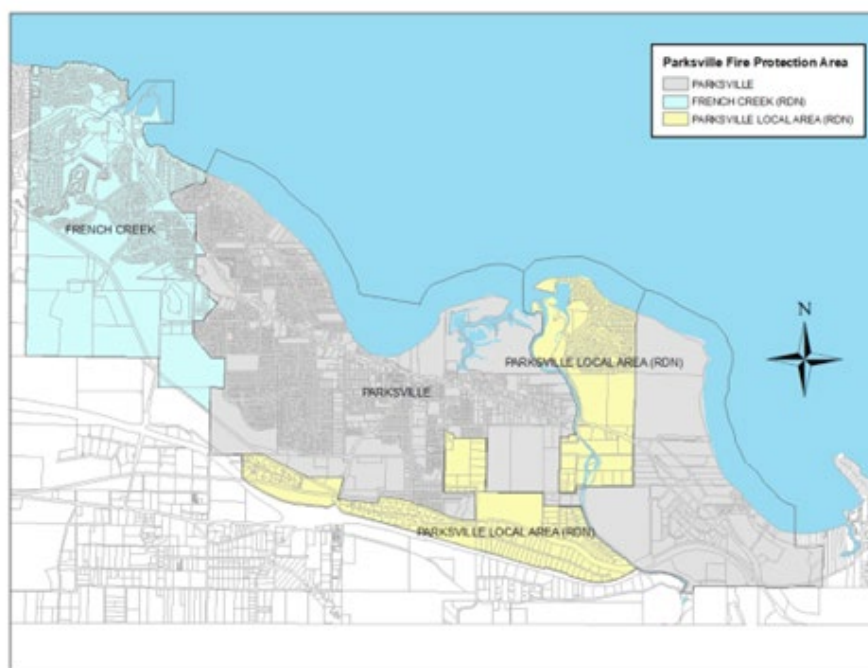 Parksville Fire Protection Area
PARKSVILLE
FRENCH CREEK (RDN)
PARKSVILLE LOCAL AREA (RDN)
FRENCH CREEK
N
PARKSVILLE LOCAL AREA (RDN)
PARKSVILLE
PARKSVILLE LOCAL AREA (RDN)